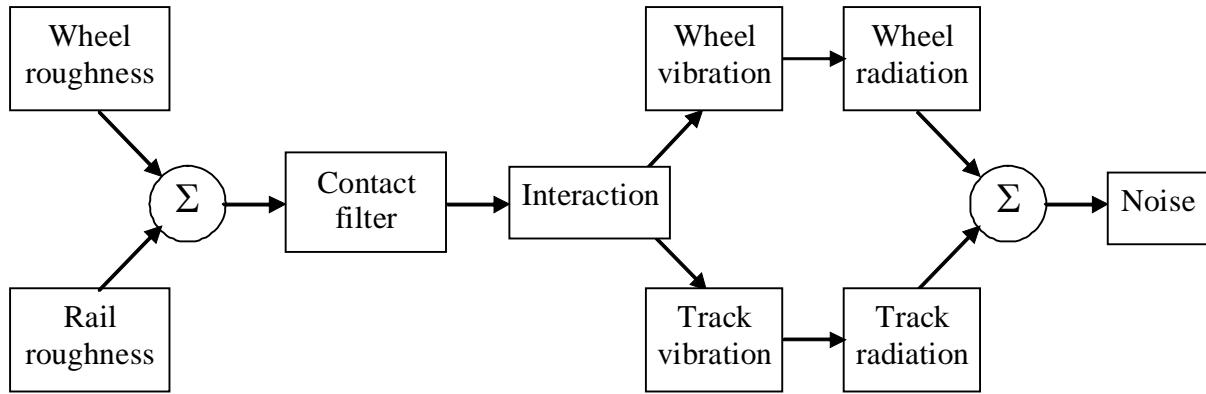 Wheel
roughness
Rail
roughness
Σ
Contact
filter
Interaction
Wheel
vibration
Wheel
radiation
Track
vibration
Track
radiation
Σ
Noise